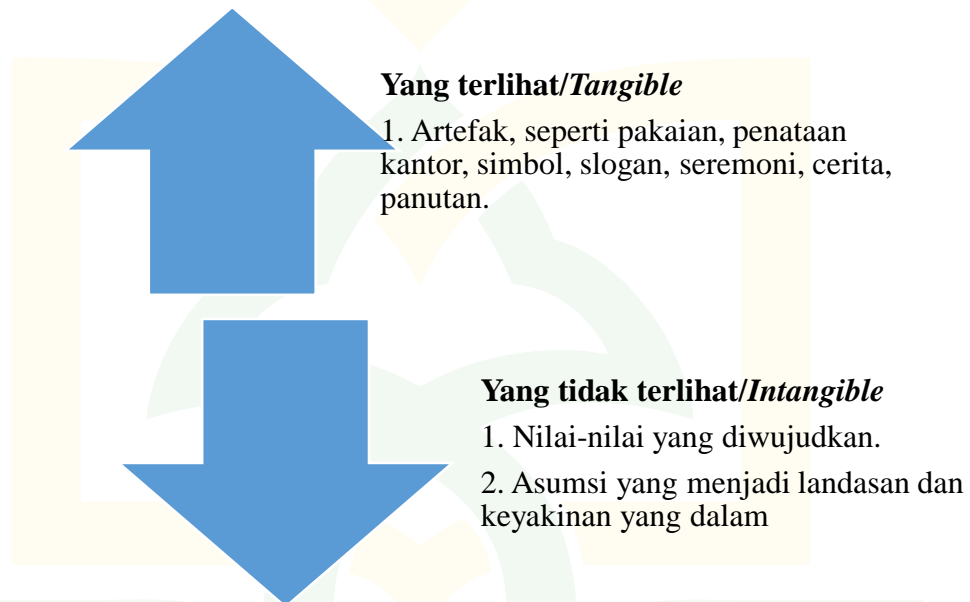 Yang terlihat/Tangible
1. Artefak, seperti pakaian, penataan
kantor, simbol, slogan, seremoni, cerita,
panutan.
Yang tidak terlihat/Intangible
1. Nilai-nilai yang diwujudkan.
2. Asumsi yang menjadi landasan dan
keyakinan yang dalam